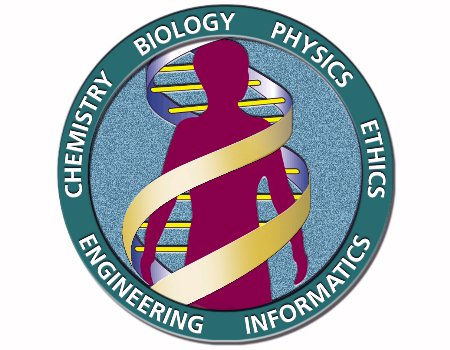 CHEMISTRY
BIOLOGY
PHYSICS
ETHICS
INFORMATICS
ENGINEERING